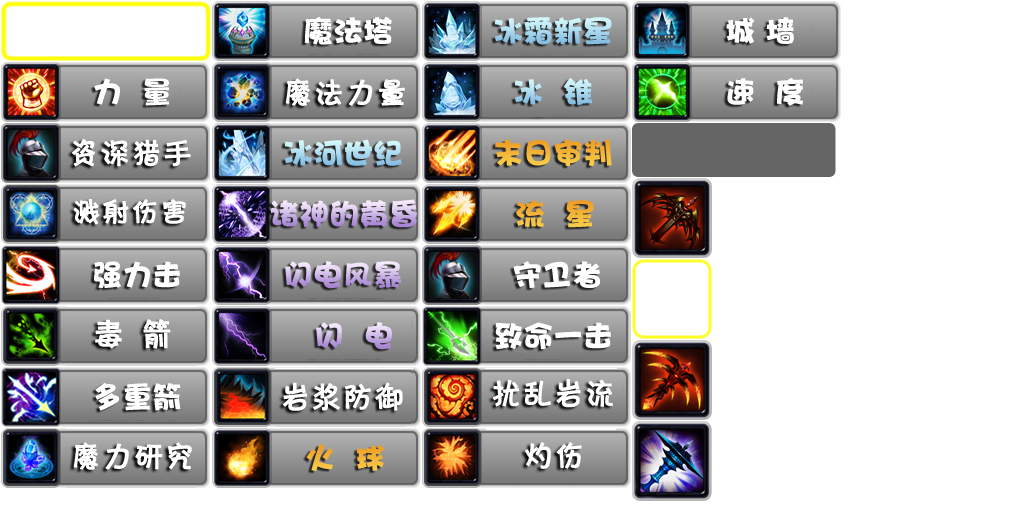 魔法塔
冰霜新星
城墙
力量
魔法力量
冰锥
速度
资深猎手
冰河世纪
末日审判
溅射伤害
诸神的黄昏
流星
强力击
闪电风暴
守卫者
毒箭
闪电
致命一击
多重箭
岩浆防御
扰乱岩流
魔力研究
火球
灼伤